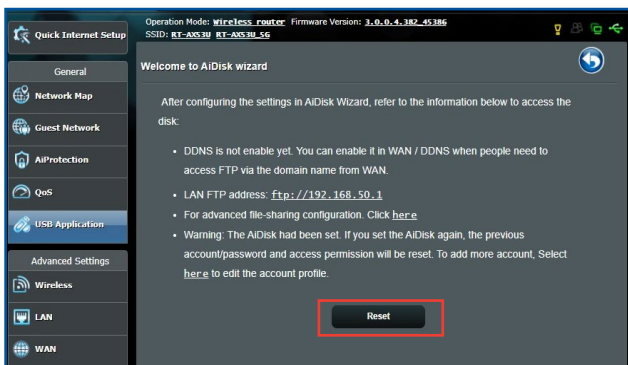 Quick Internet Setup
Operation Mode: Wireless router Firmware Version: 3.0.0.4.382_45386
SSID: RT-AX53U RT-AX53U_5G
General
Network Map
Guest Network
AiProtection
QoS
USB Application
Advanced Settings
Wireless
LAN
WAN
Welcome to AiDisk wizard
After configuring the settings in AiDisk Wizard, refer to the information below to access the
disk:
• DDNS is not enable yet. You can enable it in WAN / DDNS when people need to
access FTP via the domain name from WAN.
• LAN FTP address: ftp://192.168.50.1
• For advanced file-sharing configuration. Click here
• Warning: The AiDisk had been set. If you set the AiDisk again, the previous
account/password and access permission will be reset. To add more account, Select
here to edit the account profile.
Reset